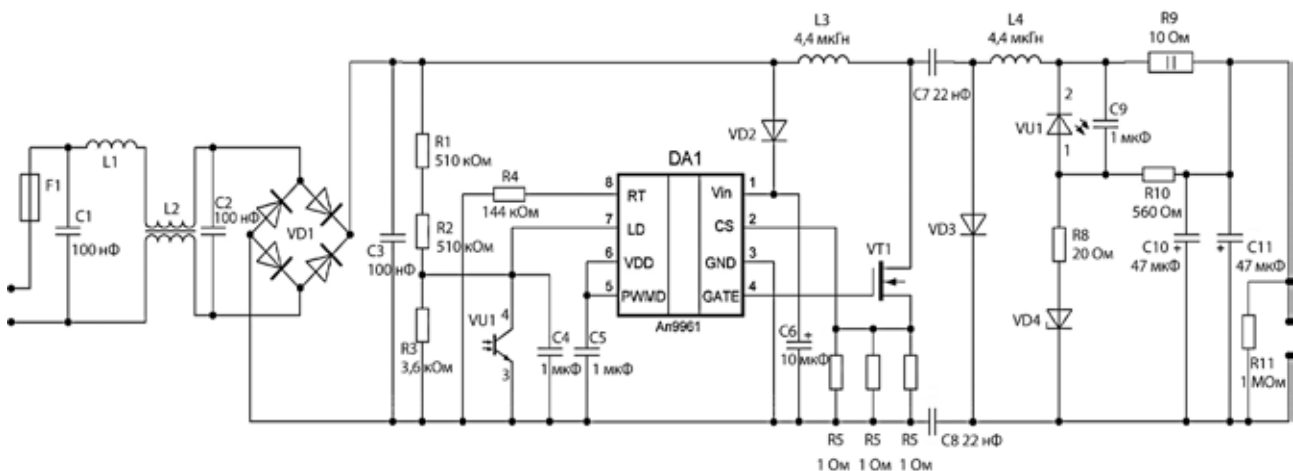 L3
4,4 мкГн
L4
4,4 мкГн
R9
10 Ом
C7 22 нФ
2
VU1
1
C9
1 мкФ
VD2
R1
510 кОм
DA1
F1
L1
R4
144 кОм
8 RT
Vin 1
L2
C2
100 нФ
R10
560 Ом
C1
100 нФ
VD1
C3
100 нФ
R2
510 кОм
7 LD
CS 2
VD3
R8
20 Ом
C10
+
47 мкФ
C11
+
47 мкФ
6 VDD
GND 3
VT1
5 PWMD
GATE 4
Ап9961
R3
3,6 кОм
VU1
4
3
C4
1 мкФ
C5
1 мкФ
C6
+
10 мкФ
VD4
R11
1 МОм
R5
1 Ом
R5
1 Ом
R5
1 Ом
C8 22 нФ